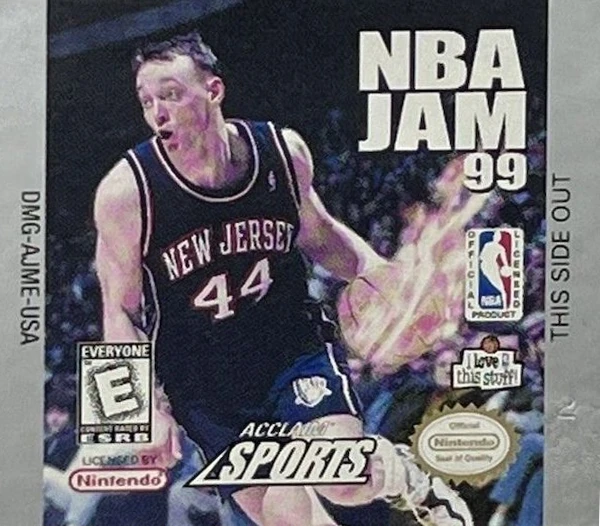 NBA
JAM
99
DMG-AJME-USA
THIS SIDE OUT
NEW JERSEY
44
OFFICIAL
LICENSED
NBA
PRODUCT
I love
this stuff!
EVERYONE
E
CONTENT RATED BY
ESRB
LICENSED BY
Nintendo
ACCLAIM
SPORTS
Official
Nintendo
Seal of Quality